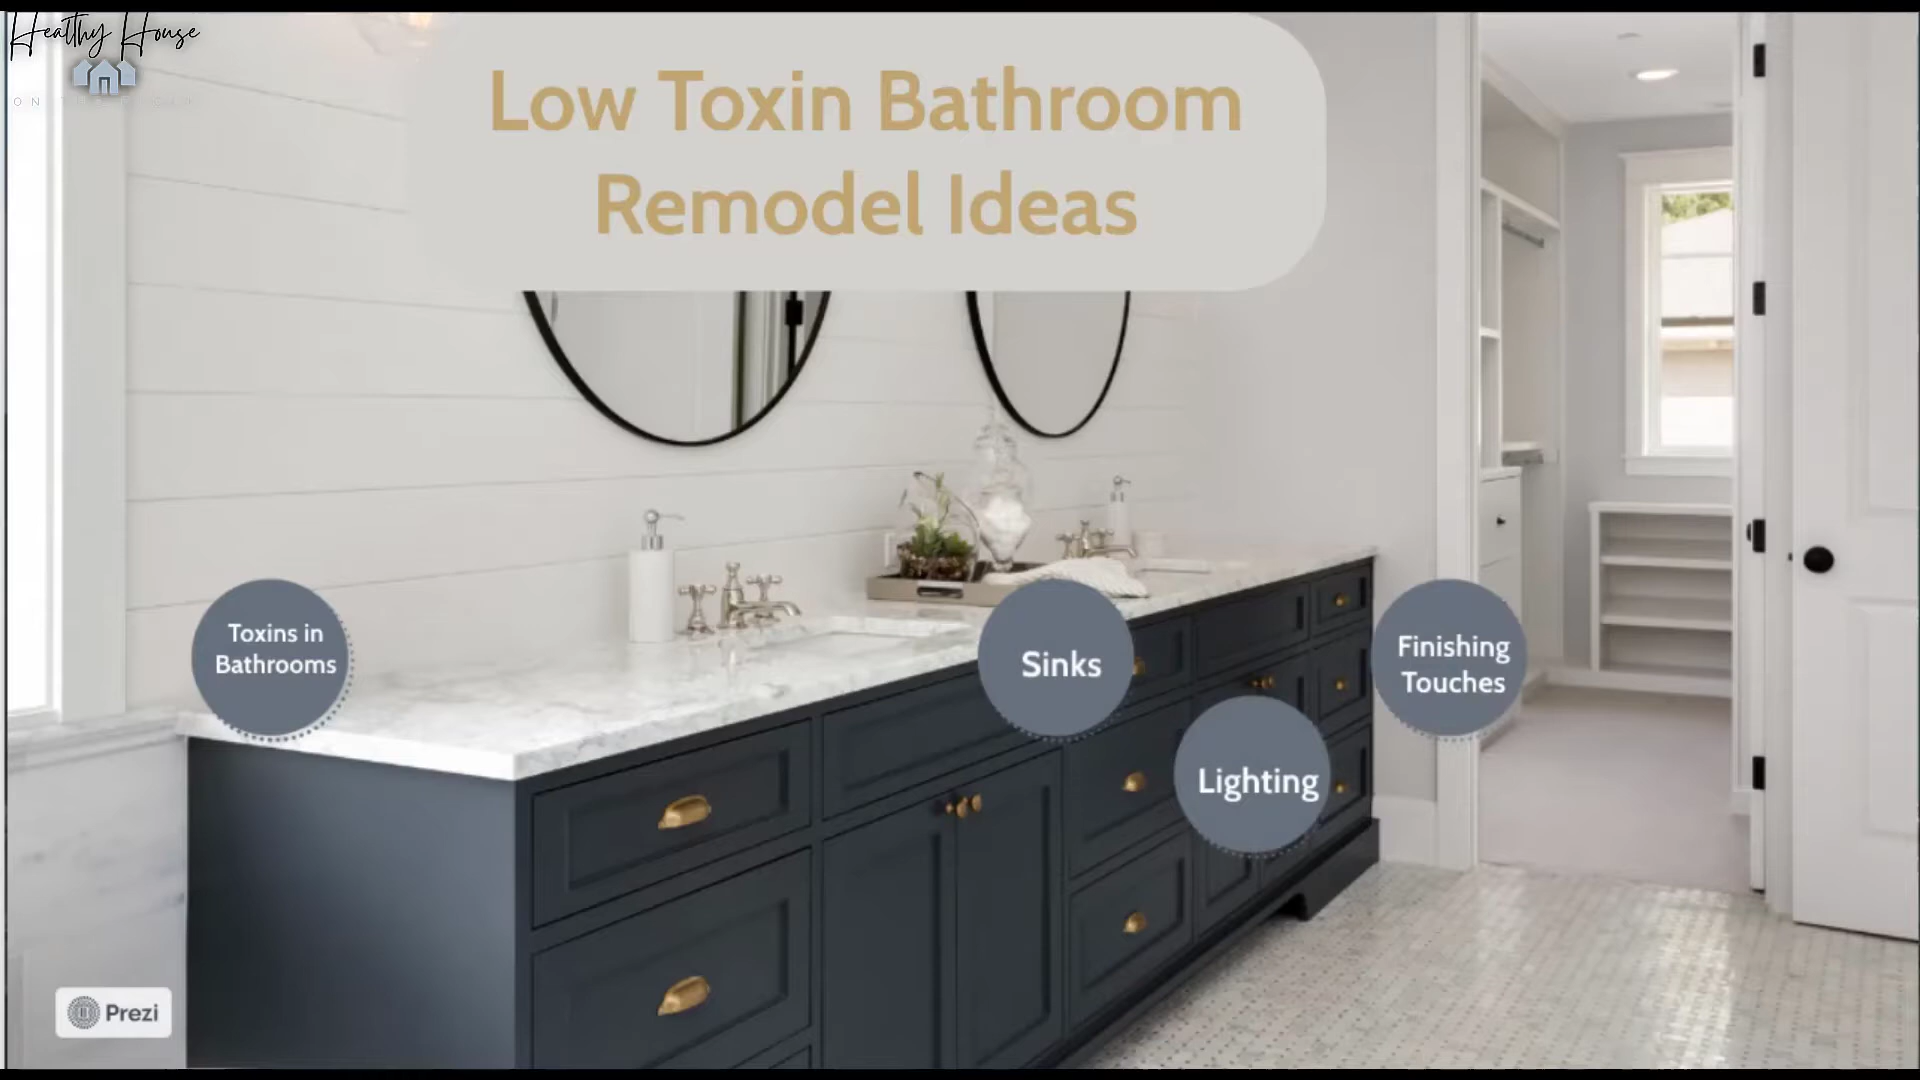 Healthy House
Low Toxin Bathroom
Remodel Ideas
Toxins in
Bathrooms
Sinks
Finishing
Touches
Lighting
Prezi